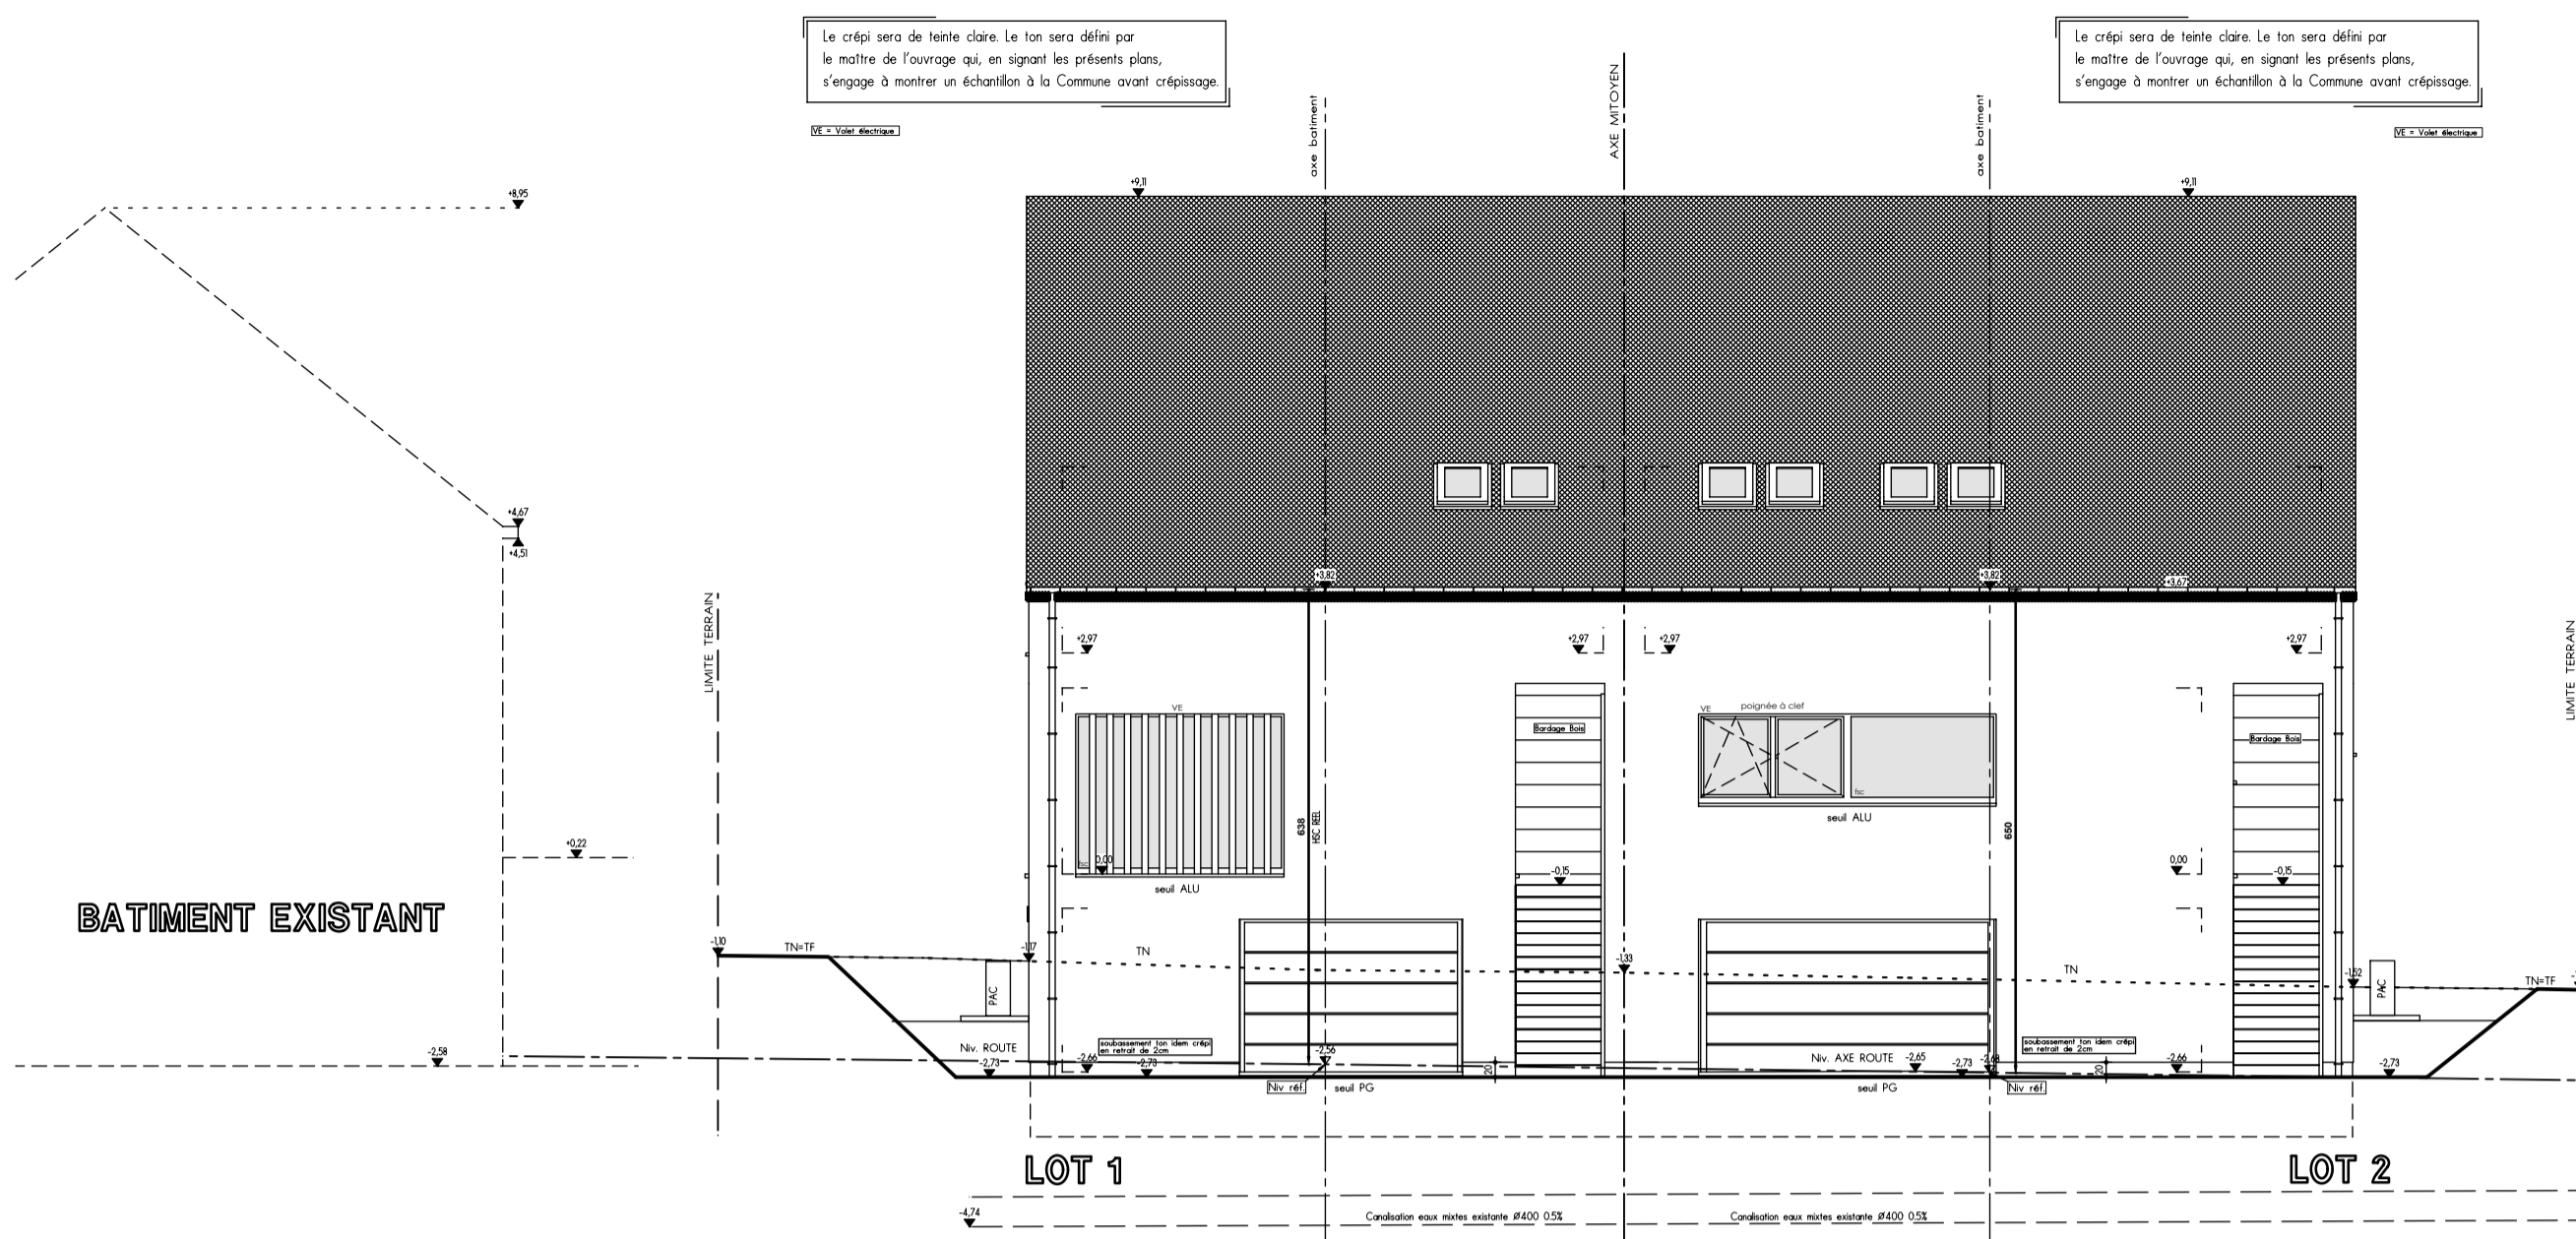 Le crépi sera de teinte claire. Le ton sera défini par
le maître de l'ouvrage qui, en signant les présents plans,
s'engage à montrer un échantillon à la Commune avant crépissage.
VE = Volet électrique
Le crépi sera de teinte claire. Le ton sera défini par
le maître de l'ouvrage qui, en signant les présents plans,
s'engage à montrer un échantillon à la Commune avant crépissage.
VE = Volet électrique
axe batiment
AXE MITOYEN
axe batiment
+8,95
+9,11
+9,11
+4,67
+4,51
+3,82
+3,82
+3,67
LIMITE TERRAIN
LIMITE TERRAIN
+2,97
+2,97
+2,97
+2,97
VE
VE
poignée à clef
Bardage Bois
Bardage Bois
fsc
seuil ALU
638
HSC REEL
650
+0,22
fsc
0,00
0,00
-0,15
-0,15
seuil ALU
BATIMENT EXISTANT
-1,10
TN=TF
-1,17
TN
-1,33
TN
-1,52
TN=TF
PAC
PAC
-2,58
Niv. ROUTE
-2,73
-2,66
soubassement ton idem crépi
en retrait de 2cm
-2,73
-2,56
20
Niv. AXE ROUTE
-2,65
-2,73
-2,68
soubassement ton idem crépi
en retrait de 2cm
20
-2,66
-2,73
Niv réf.
seuil PG
seuil PG
Niv réf.
LOT 1
LOT 2
-4,74
Canalisation eaux mixtes existante Ø400 0.5%
Canalisation eaux mixtes existante Ø400 0.5%